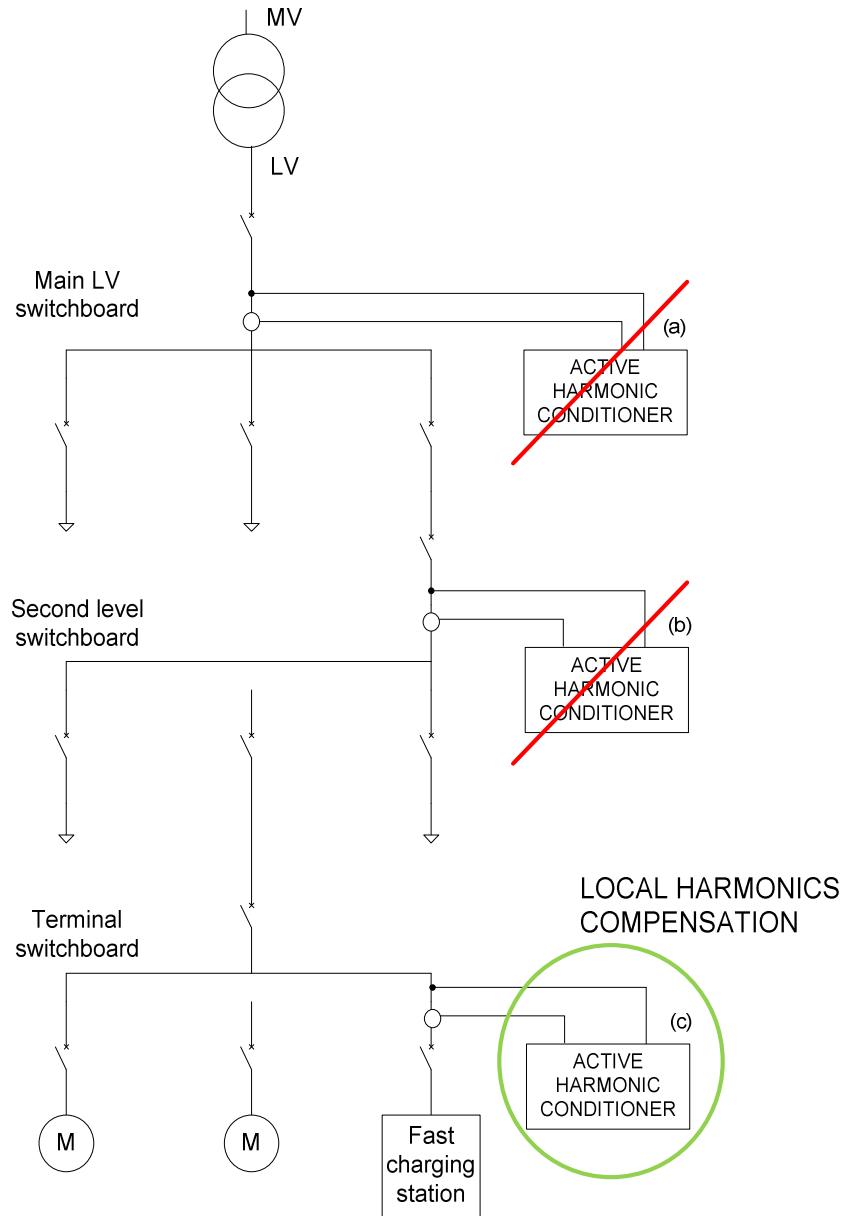 MV
LV
Main LV
switchboard
(a)
ACTIVE
HARMONIC
CONDITIONER
Second level
switchboard
(b)
ACTIVE
HARMONIC
CONDITIONER
LOCAL HARMONICS
COMPENSATION
Terminal
switchboard
(c)
ACTIVE
HARMONIC
CONDITIONER
M
M
Fast
charging
station